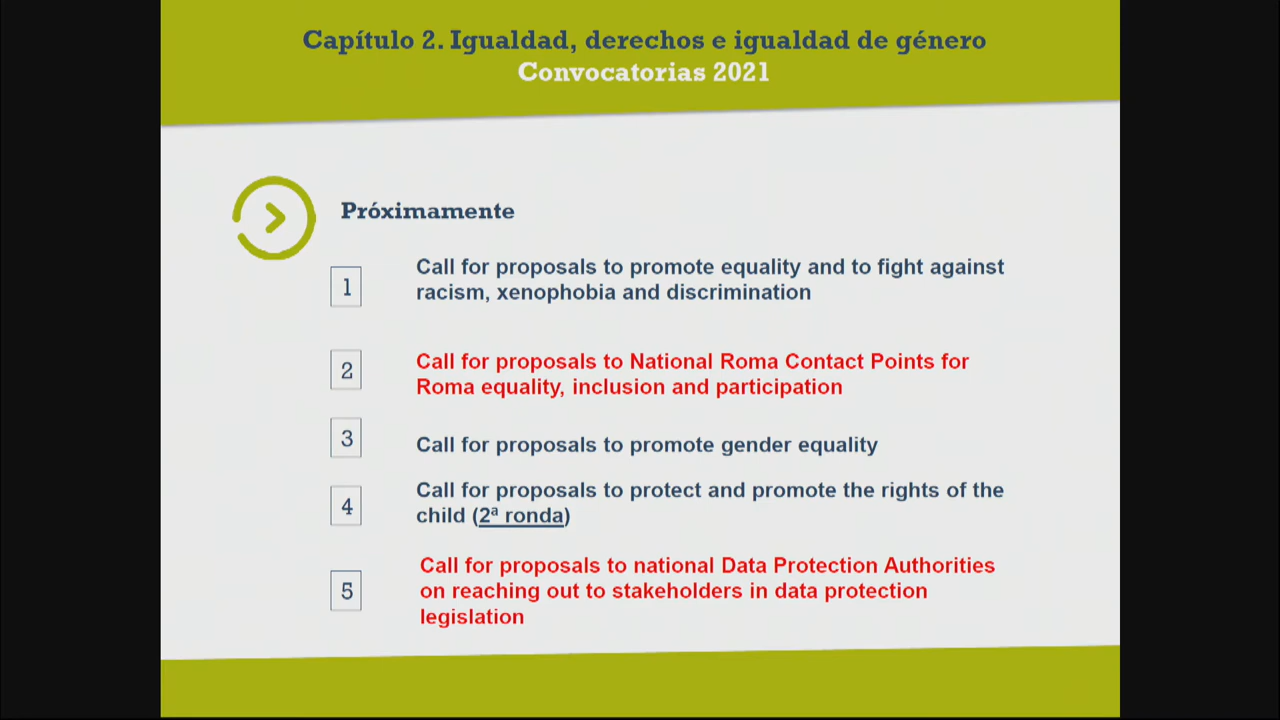 Capítulo 2. Igualdad, derechos e igualdad de género
Convocatorias 2021
Próximamente
1
Call for proposals to promote equality and to fight against
racism, xenophobia and discrimination
2
Call for proposals to National Roma Contact Points for
Roma equality, inclusion and participation
3
Call for proposals to promote gender equality
4
Call for proposals to protect and promote the rights of the
child (2ª ronda)
5
Call for proposals to national Data Protection Authorities
on reaching out to stakeholders in data protection
legislation